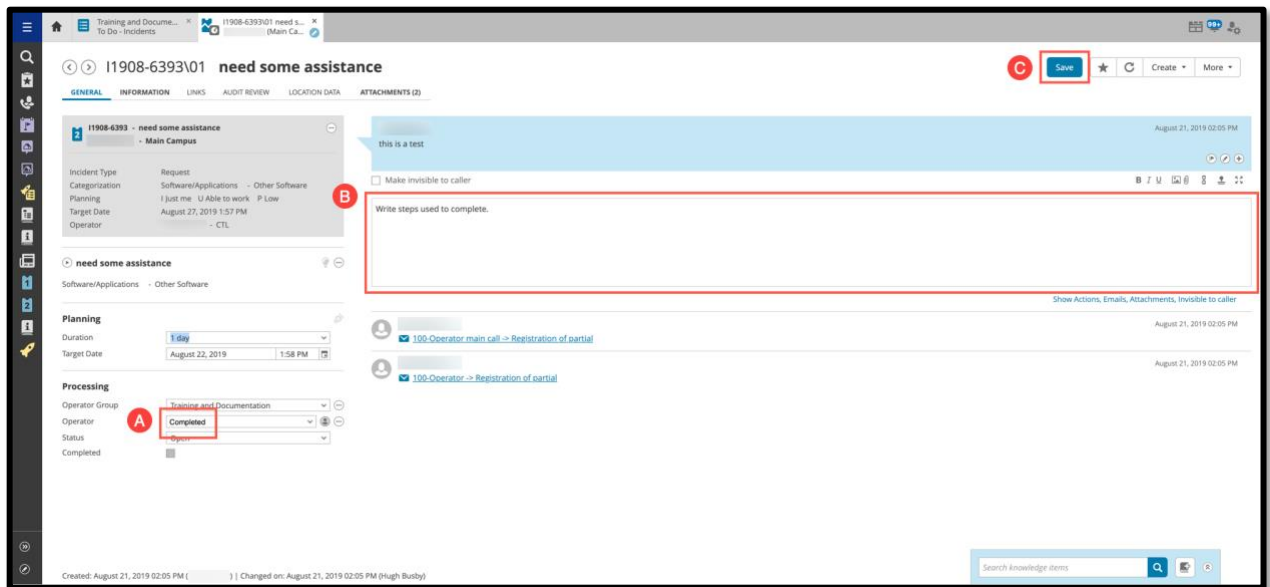 Training and Docume... ×
To Do - Incidents
I1908-6393\01 need s... ×
(Main Ca...
99+
I1908-6393\01 need some assistance
C
Save
Create
More
GENERAL INFORMATION LINKS AUDIT REVIEW LOCATION DATA ATTACHMENTS (2)
2
I1908-6393 - need some assistance
- Main Campus
Incident Type Request
Categorization Software/Applications - Other Software
Planning I Just me U Able to work P Low
Target Date August 27, 2019 1:57 PM
Operator - CTL
need some assistance
Software/Applications - Other Software
Planning
Duration 1 day
Target Date August 22, 2019 1:58 PM
Processing
Operator Group Training and Documentation
Operator A Completed
Status Open
Completed
August 21, 2019 02:05 PM
this is a test
Make invisible to caller
B I U
B
Write steps used to complete.
Show Actions, Emails, Attachments, Invisible to caller
August 21, 2019 02:05 PM
100-Operator main call -> Registration of partial
August 21, 2019 02:05 PM
100-Operator -> Registration of partial
1
2
Search knowledge items
Created: August 21, 2019 02:05 PM ( ) | Changed on: August 21, 2019 02:05 PM (Hugh Busby)